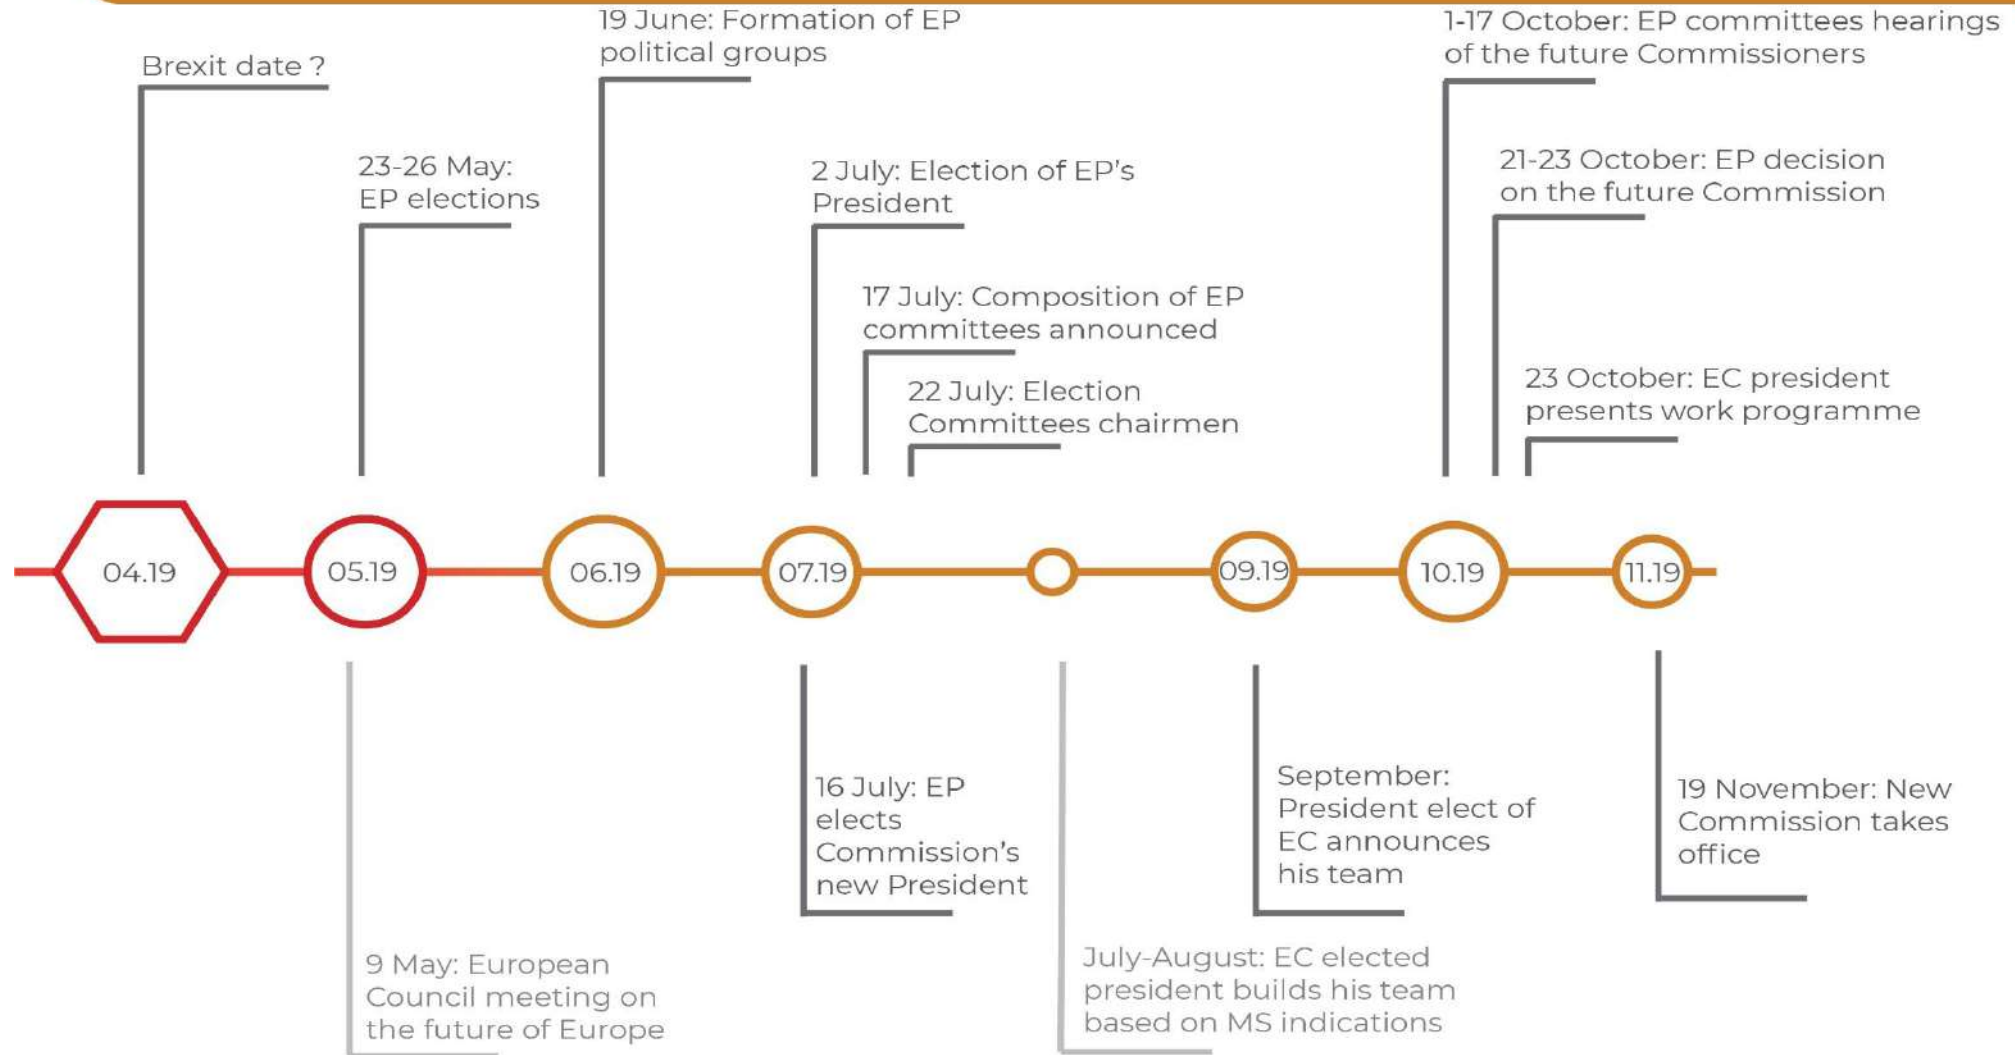 Brexit date ?
23-26 May:
EP elections
19 June: Formation of EP
political groups
2 July: Election of EP's
President
17 July: Composition of EP
committees announced
22 July: Election
Committees chairmen
1-17 October: EP committees hearings
of the future Commissioners
21-23 October: EP decision
on the future Commission
23 October: EC president
presents work programme
04.19
05.19
06.19
07.19
09.19
10.19
11.19
9 May: European
Council meeting on
the future of Europe
16 July: EP
elects
Commission's
new President
July-August: EC elected
president builds his team
based on MS indications
September:
President elect of
EC announces
his team
19 November: New
Commission takes
office